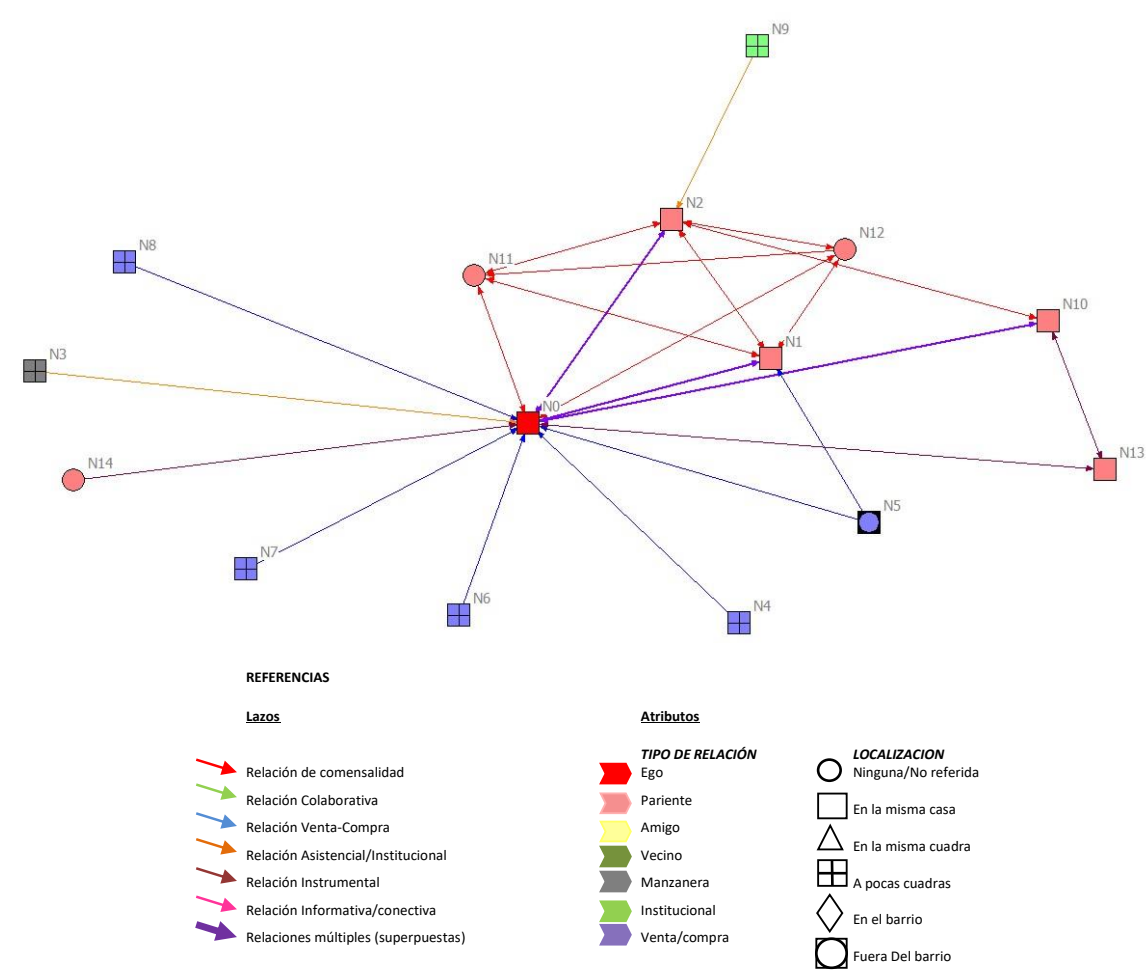 N9
N2
N12
N8
N11
N10
N3
N1
N0
N14
N13
N5
N7
N6
N4
REFERENCIAS
Lazos
Atributos
TIPO DE RELACIÓN
LOCALIZACION
Relación de comensalidad
Ego
Ninguna/No referida
Relación Colaborativa
Pariente
En la misma casa
Relación Venta-Compra
Amigo
En la misma cuadra
Relación Asistencial/Institucional
Vecino
Relación Instrumental
Manzanera
A pocas cuadras
Relación Informativa/conectiva
Institucional
En el barrio
Relaciones múltiples (superpuestas)
Venta/compra
Fuera Del barrio